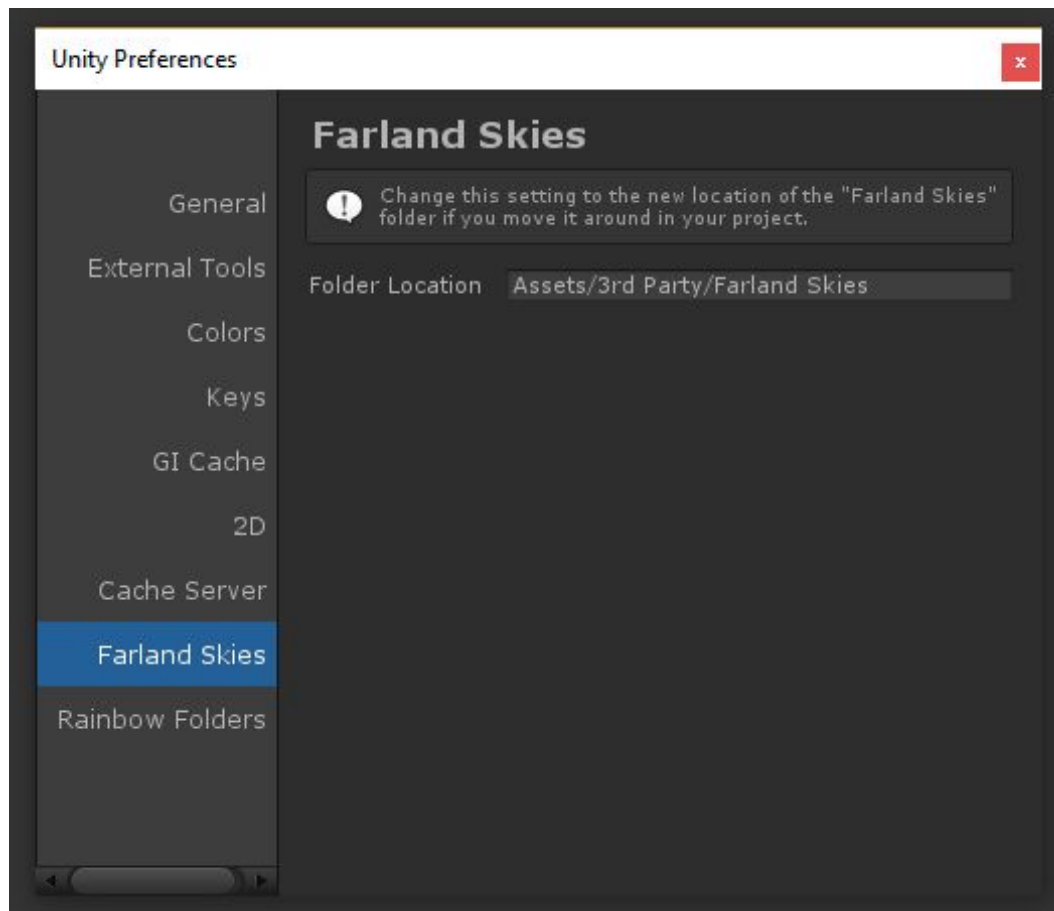 Unity Preferences
x
General
External Tools
Colors
Keys
GI Cache
2D
Cache Server
Farland Skies
Rainbow Folders
Farland Skies
Change this setting to the new location of the "Farland Skies"
folder if you move it around in your project.
Folder Location Assets/3rd Party/Farland Skies